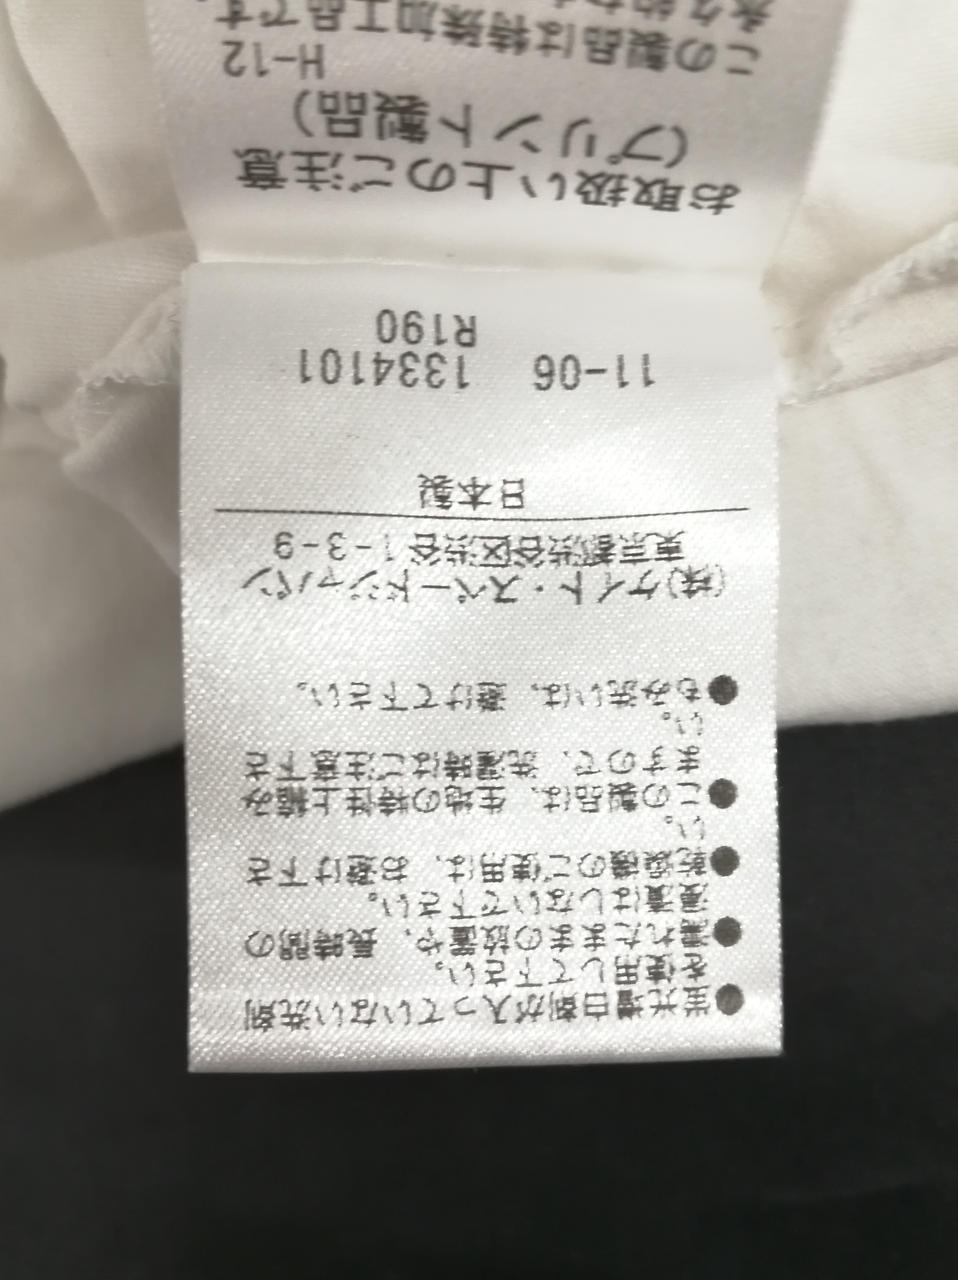 蛍光増白剤が入っていない洗剤
を使用して下さい。
濡れたままの放置や、長時間の
浸漬はしないで下さい。
乾燥機のご使用は、お避け下さ
い。
この製品は、生地の特性上縮み
ますので、洗濯時はご注意下さ
い。
もみ洗いは、避けて下さい。
(株)ケイト・スペードジャパン
東京都渋谷区渋谷1-3-9
日本製
11-06 1334101
R190
お取扱い上のご注意
(プリント製品)
H-12
この製品は特殊加工品です